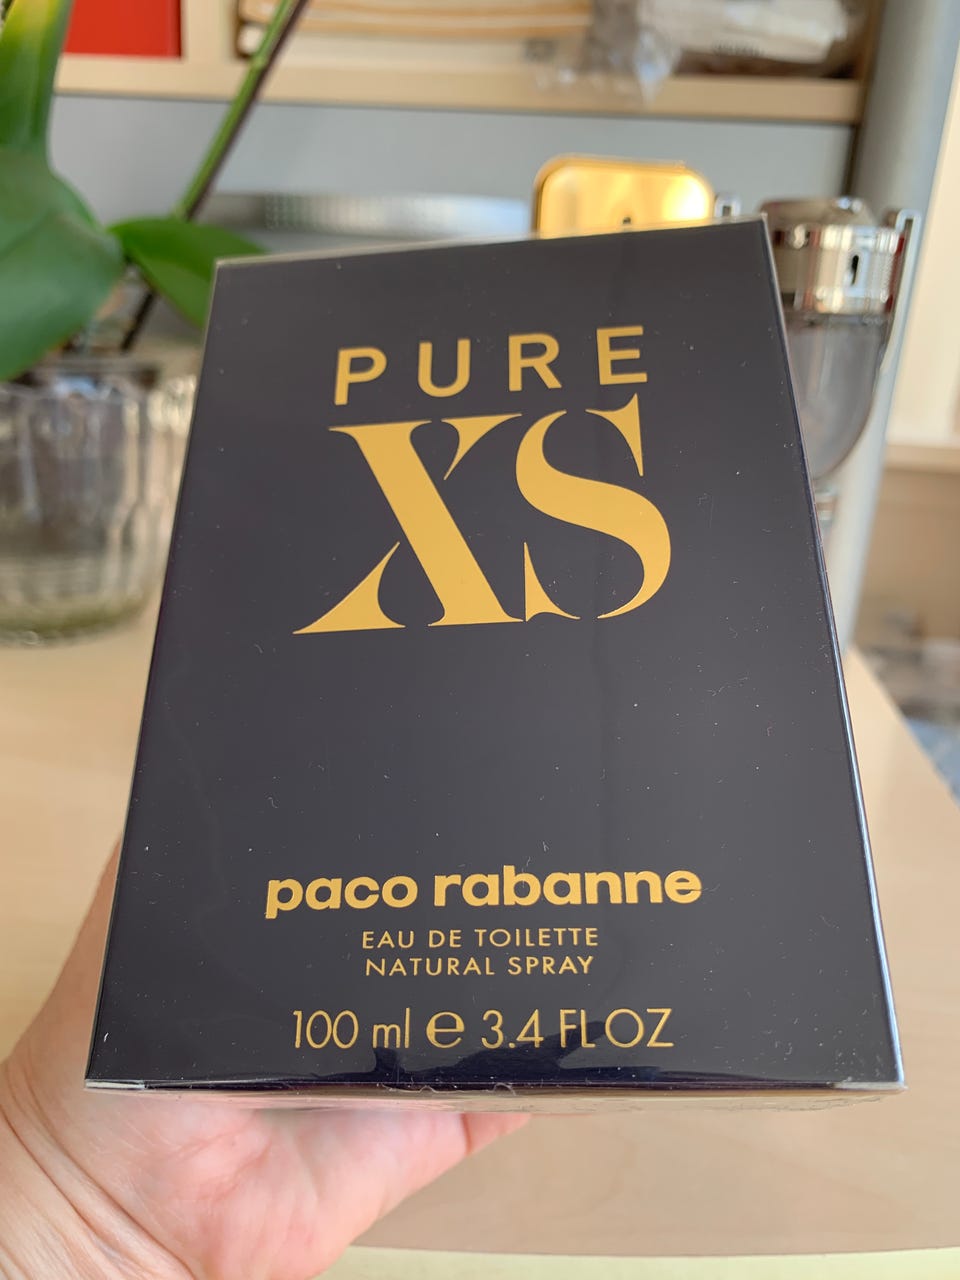 PURE
XS
paco rabanne
EAU DE TOILETTE
NATURAL SPRAY
100 ml ℮ 3.4 FL OZ